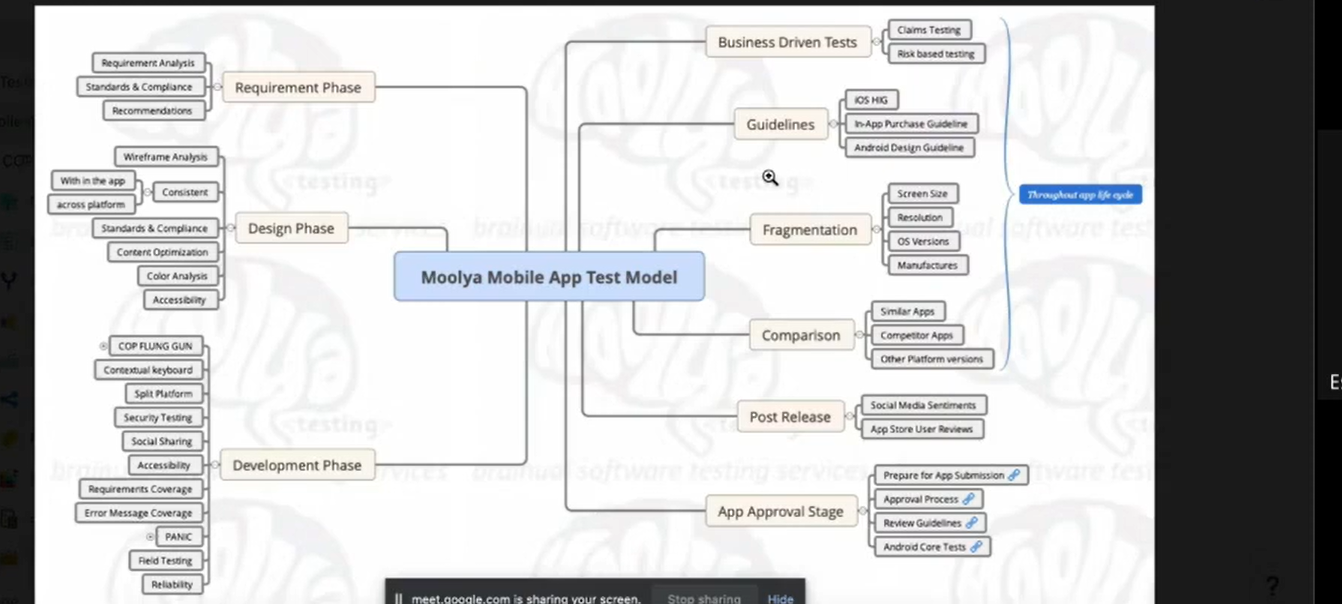 Requirement Analysis
Standards & Compliance
Recommendations
Requirement Phase
Wireframe Analysis
With in the app
across platform
Consistent
Standards & Compliance
Content Optimization
Color Analysis
Accessibility
Design Phase
COP FLUNG GUN
Contextual keyboard
Split Platform
Security Testing
Social Sharing
Accessibility
Requirements Coverage
Error Message Coverage
PANIC
Field Testing
Reliability
Development Phase
Moolya Mobile App Test Model
Business Driven Tests
Claims Testing
Risk based testing
Guidelines
iOS HIG
In-App Purchase Guideline
Android Design Guideline
Fragmentation
Screen Size
Resolution
OS Versions
Manufactures
Throughout app life cycle
Comparison
Similar Apps
Competitor Apps
Other Platform versions
Post Release
Social Media Sentiments
App Store User Reviews
App Approval Stage
Prepare for App Submission
Approval Process
Review Guidelines
Android Core Tests
<testing>
brainual software testing services
meet.google.com is sharing your screen.
Stop sharing
Hide
?